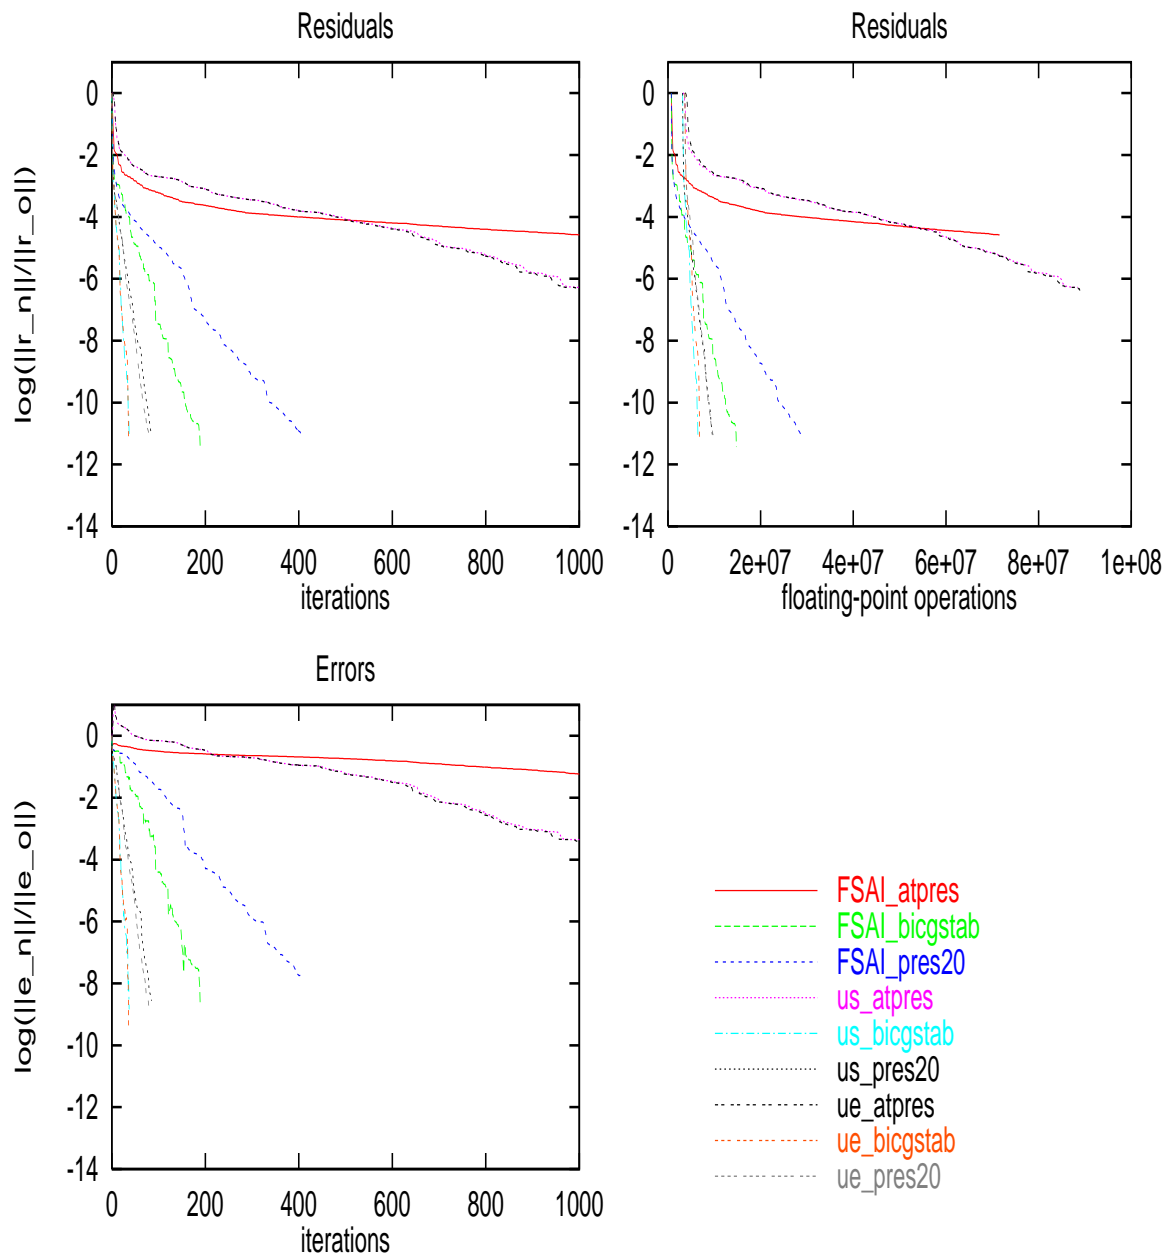 Residuals
0
-2
-4
-6
-8
-10
-12
-14
log(||r_n||/||r_o||)
0 200 400 600 800 1000
iterations
Residuals
0
-2
-4
-6
-8
-10
-12
-14
0 2e+07 4e+07 6e+07 8e+07 1e+08
floating-point operations
Errors
0
-2
-4
-6
-8
-10
-12
-14
log(||e_n||/||e_o||)
0 200 400 600 800 1000
iterations
FSAI_atpres
FSAI_bicgstab
FSAI_pres20
us_atpres
us_bicgstab
us_pres20
ue_atpres
ue_bicgstab
ue_pres20